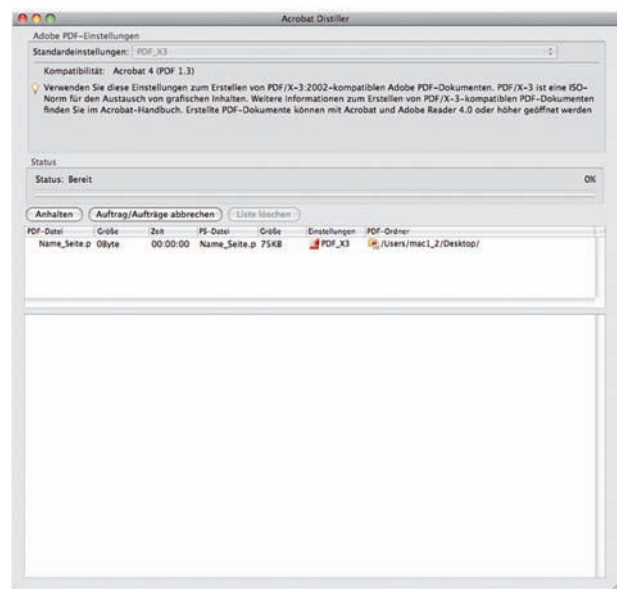 Acrobat Distiller
Adobe PDF-Einstellungen
Standardeinstellungen: PDF_X3
Kompatibilität: Acrobat 4 (PDF 1.3)
Verwenden Sie diese Einstellungen zum Erstellen von PDF/X-3:2002-kompatiblen Adobe PDF-Dokumenten. PDF/X-3 ist eine ISO-
Norm für den Austausch von grafischen Inhalten. Weitere Informationen zum Erstellen von PDF/X-3-kompatiblen PDF-Dokumenten
finden Sie im Acrobat-Handbuch. Erstellte PDF-Dokumente können mit Acrobat und Adobe Reader 4.0 oder höher geöffnet werden
Status
Status: Bereit 0%
Anhalten Auftrag/Aufträge abbrechen Liste löschen
PDF-Datei Größe Zeit PS-Datei Größe Einstellungen PDF-Ordner
Name_Seite.p 0Byte 00:00:00 Name_Seite.p 75KB PDF_X3 /Users/mac1_2/Desktop/